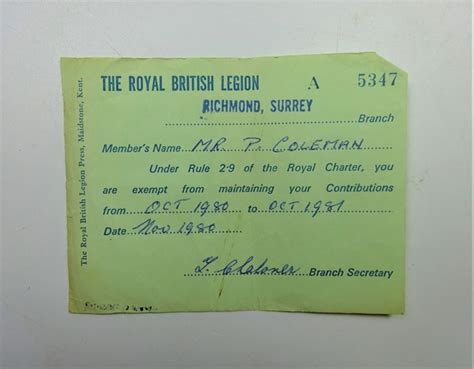 THE ROYAL BRITISH LEGION A 5347
RICHMOND, SURREY
Branch
Member's Name MR P. COLEMAN
Under Rule 2·9 of the Royal Charter, you
are exempt from maintaining your Contributions
from OCT 1980 to OCT 1981
Date Nov. 1980
Branch Secretary
The Royal British Legion Press, Maidstone, Kent.